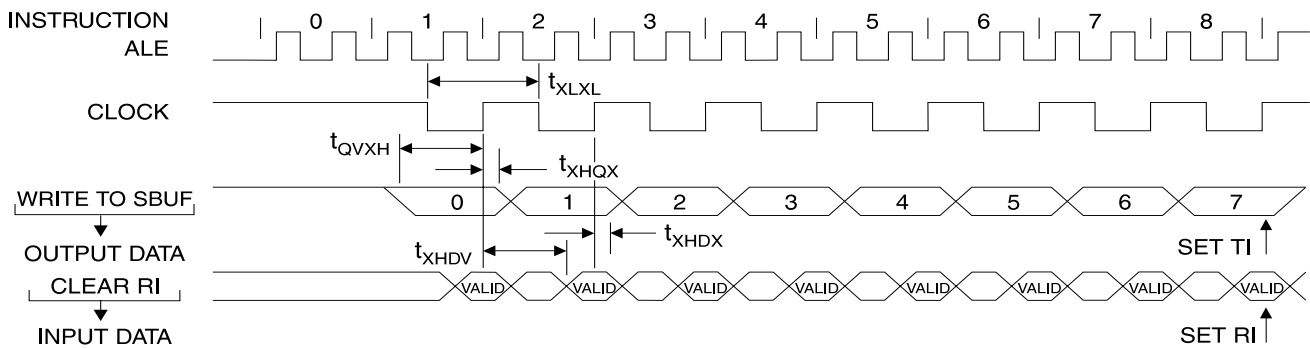 INSTRUCTION 0 1 2 3 4 5 6 7 8
ALE
tXLXL
CLOCK
tQVXH
tXHQX
WRITE TO SBUF 0 1 2 3 4 5 6 7
tXHDX
OUTPUT DATA tXHDV SET TI
CLEAR RI VALID VALID VALID VALID VALID VALID VALID VALID
INPUT DATA SET RI